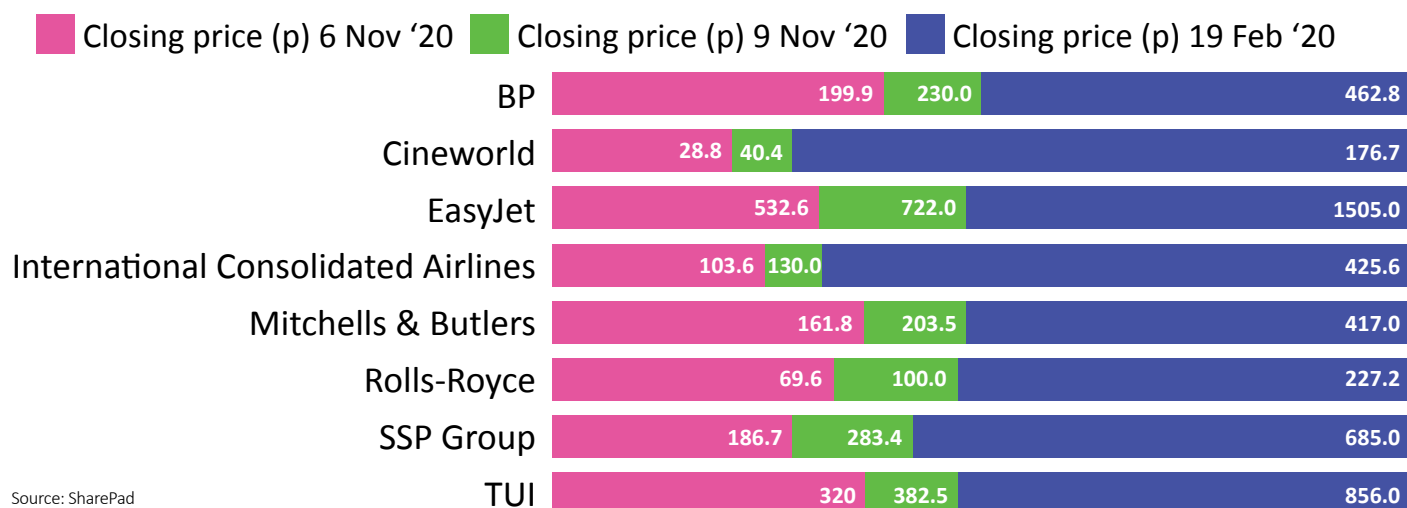 Closing price (p) 6 Nov ‘20 Closing price (p) 9 Nov ‘20 Closing price (p) 19 Feb ‘20
BP 199.9 230.0 462.8
Cineworld 28.8 40.4 176.7
EasyJet 532.6 722.0 1505.0
International Consolidated Airlines 103.6 130.0 425.6
Mitchells & Butlers 161.8 203.5 417.0
Rolls-Royce 69.6 100.0 227.2
SSP Group 186.7 283.4 685.0
TUI 320 382.5 856.0
Source: SharePad